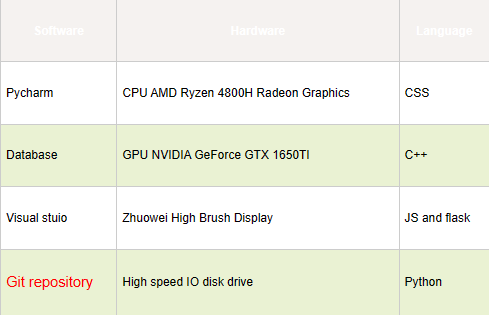 Software Hardware Language
Pycharm CPU AMD Ryzen 4800H Radeon Graphics CSS
Database GPU NVIDIA GeForce GTX 1650TI C++
Visual stuio Zhuowei High Brush Display JS and flask
Git repository High speed IO disk drive Python